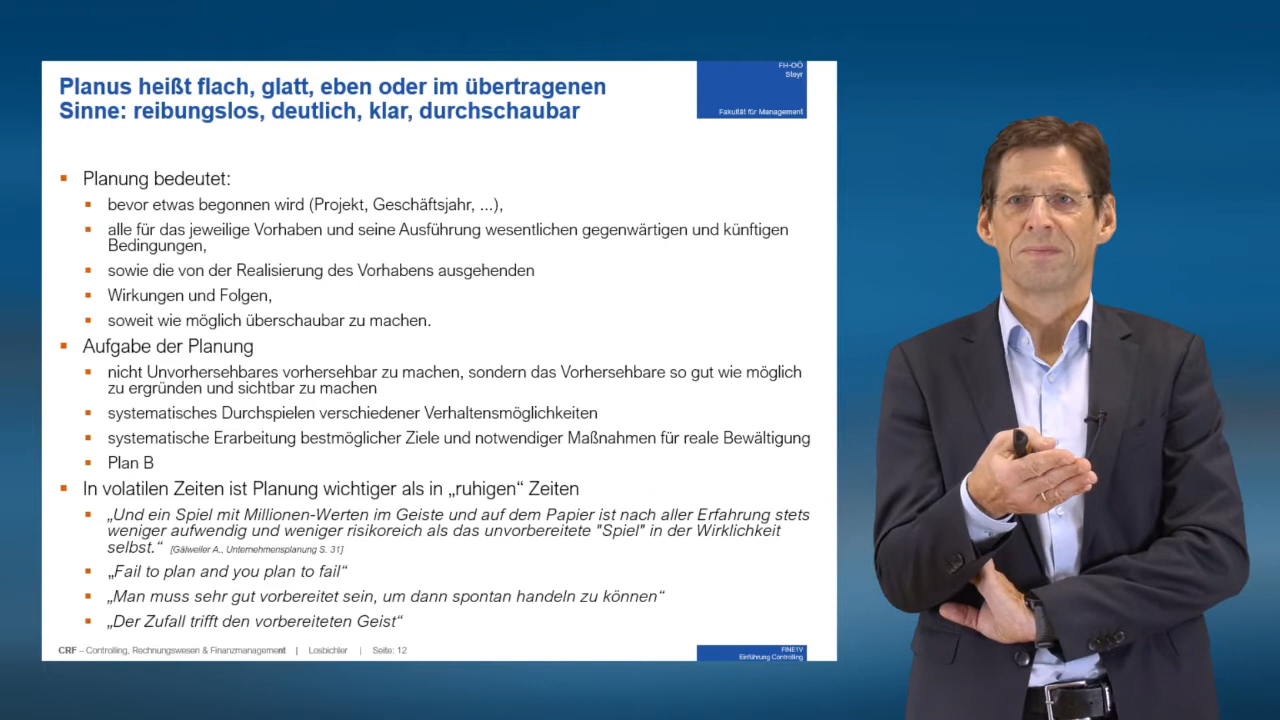 Planus heißt flach, glatt, eben oder im übertragenen
Sinne: reibungslos, deutlich, klar, durchschaubar
FH-OÖ
Steyr
Fakultät für Management
Planung bedeutet:
bevor etwas begonnen wird (Projekt, Geschäftsjahr, ...),
alle für das jeweilige Vorhaben und seine Ausführung wesentlichen gegenwärtigen und künftigen
Bedingungen,
sowie die von der Realisierung des Vorhabens ausgehenden
Wirkungen und Folgen,
soweit wie möglich überschaubar zu machen.
Aufgabe der Planung
nicht Unvorhersehbares vorhersehbar zu machen, sondern das Vorhersehbare so gut wie möglich
zu ergründen und sichtbar zu machen
systematisches Durchspielen verschiedener Verhaltensmöglichkeiten
systematische Erarbeitung bestmöglicher Ziele und notwendiger Maßnahmen für reale Bewältigung
Plan B
In volatilen Zeiten ist Planung wichtiger als in „ruhigen“ Zeiten
„Und ein Spiel mit Millionen-Werten im Geiste und auf dem Papier ist nach aller Erfahrung stets
weniger aufwendig und weniger risikoreich als das unvorbereitete "Spiel" in der Wirklichkeit
selbst.“ [Gälweiler A., Unternehmensplanung S. 31]
„Fail to plan and you plan to fail“
„Man muss sehr gut vorbereitet sein, um dann spontan handeln zu können“
„Der Zufall trifft den vorbereiteten Geist“
CRF – Controlling, Rechnungswesen & Finanzmanagement | Losbichler | Seite: 12
FINE1V
Einführung Controlling